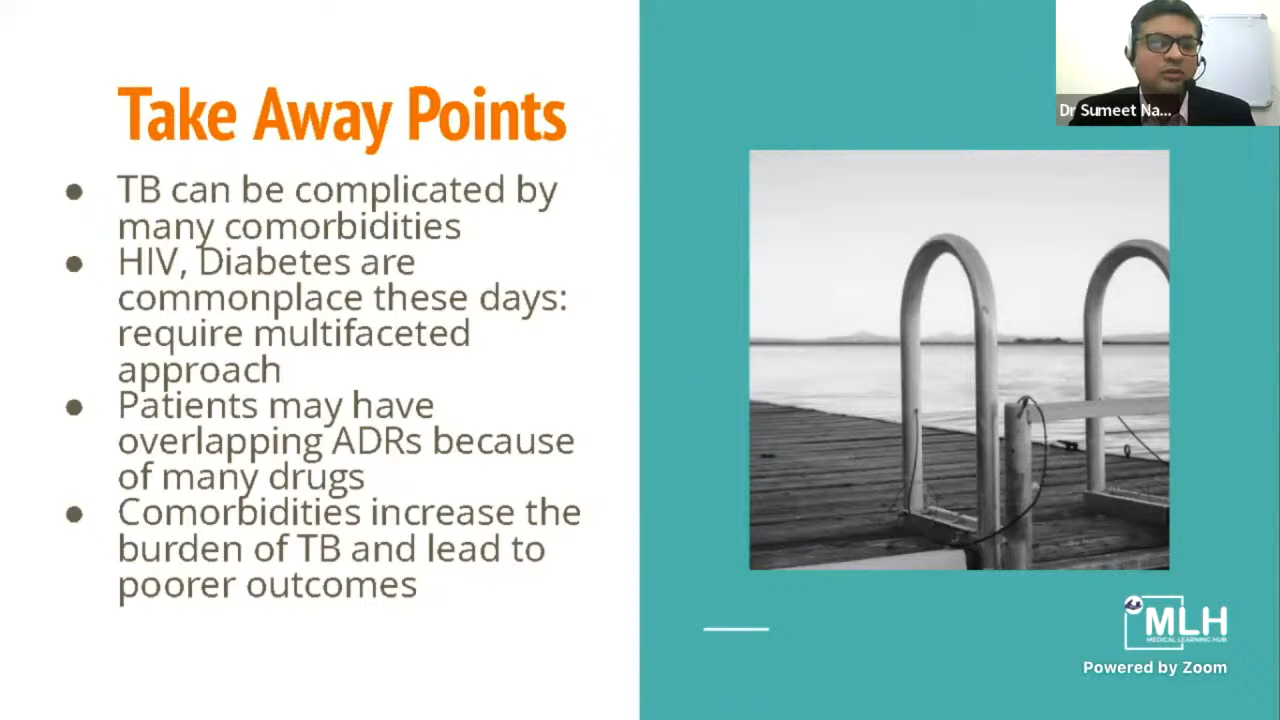 Take Away Points
● TB can be complicated by
many comorbidities
● HIV, Diabetes are
commonplace these days:
require multifaceted
approach
● Patients may have
overlapping ADRs because
of many drugs
● Comorbidities increase the
burden of TB and lead to
poorer outcomes
Dr Sumeet Na...
MLH
MEDICAL LEARNING HUB
Powered by Zoom